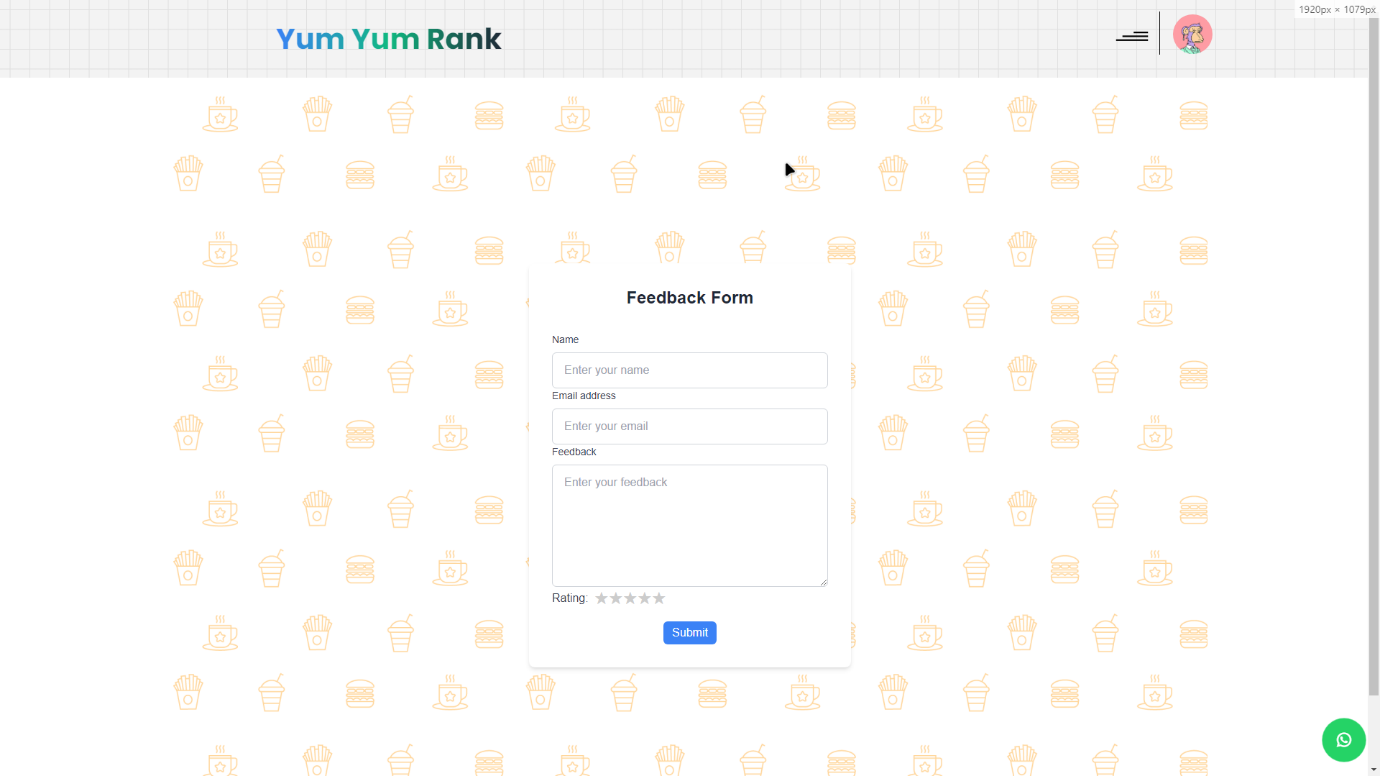 1920px × 1079px
Yum Yum Rank
Feedback Form
Name
Enter your name
Email address
Enter your email
Feedback
Enter your feedback
Rating:
Submit